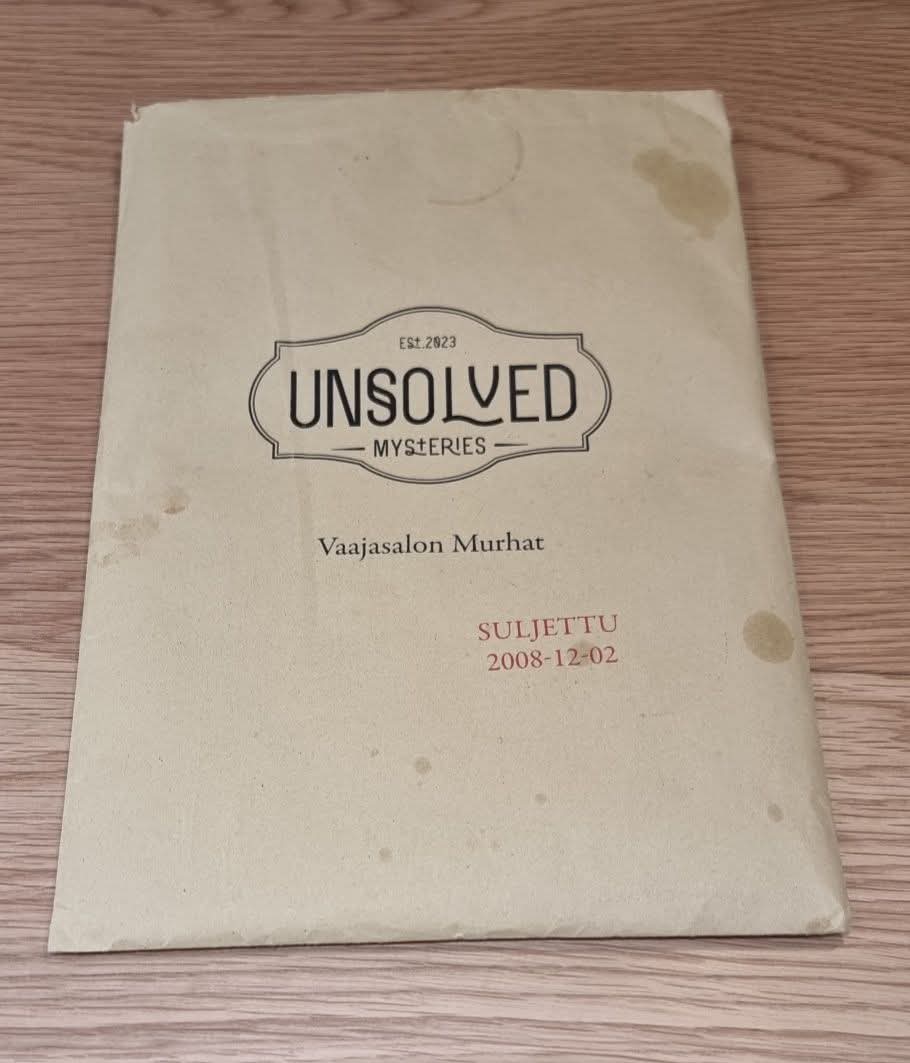 Est.2023
UNSOLVED
MYStERIES
Vaajasalon Murhat
SULJETTU
2008-12-02